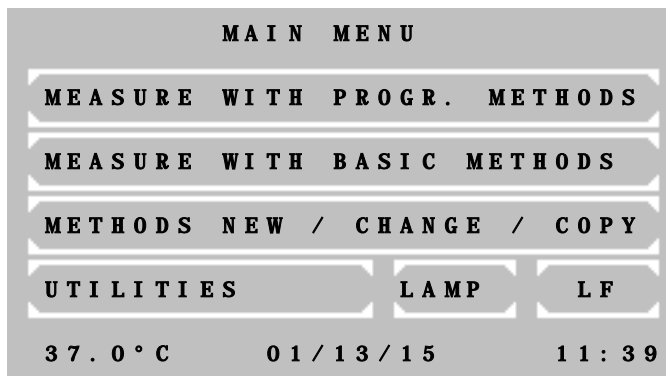 MAIN MENU
MEASURE WITH PROGR. METHODS
MEASURE WITH BASIC METHODS
METHODS NEW / CHANGE / COPY
UTILITIES LAMP LF
37.0°C 01/13/15 11:39